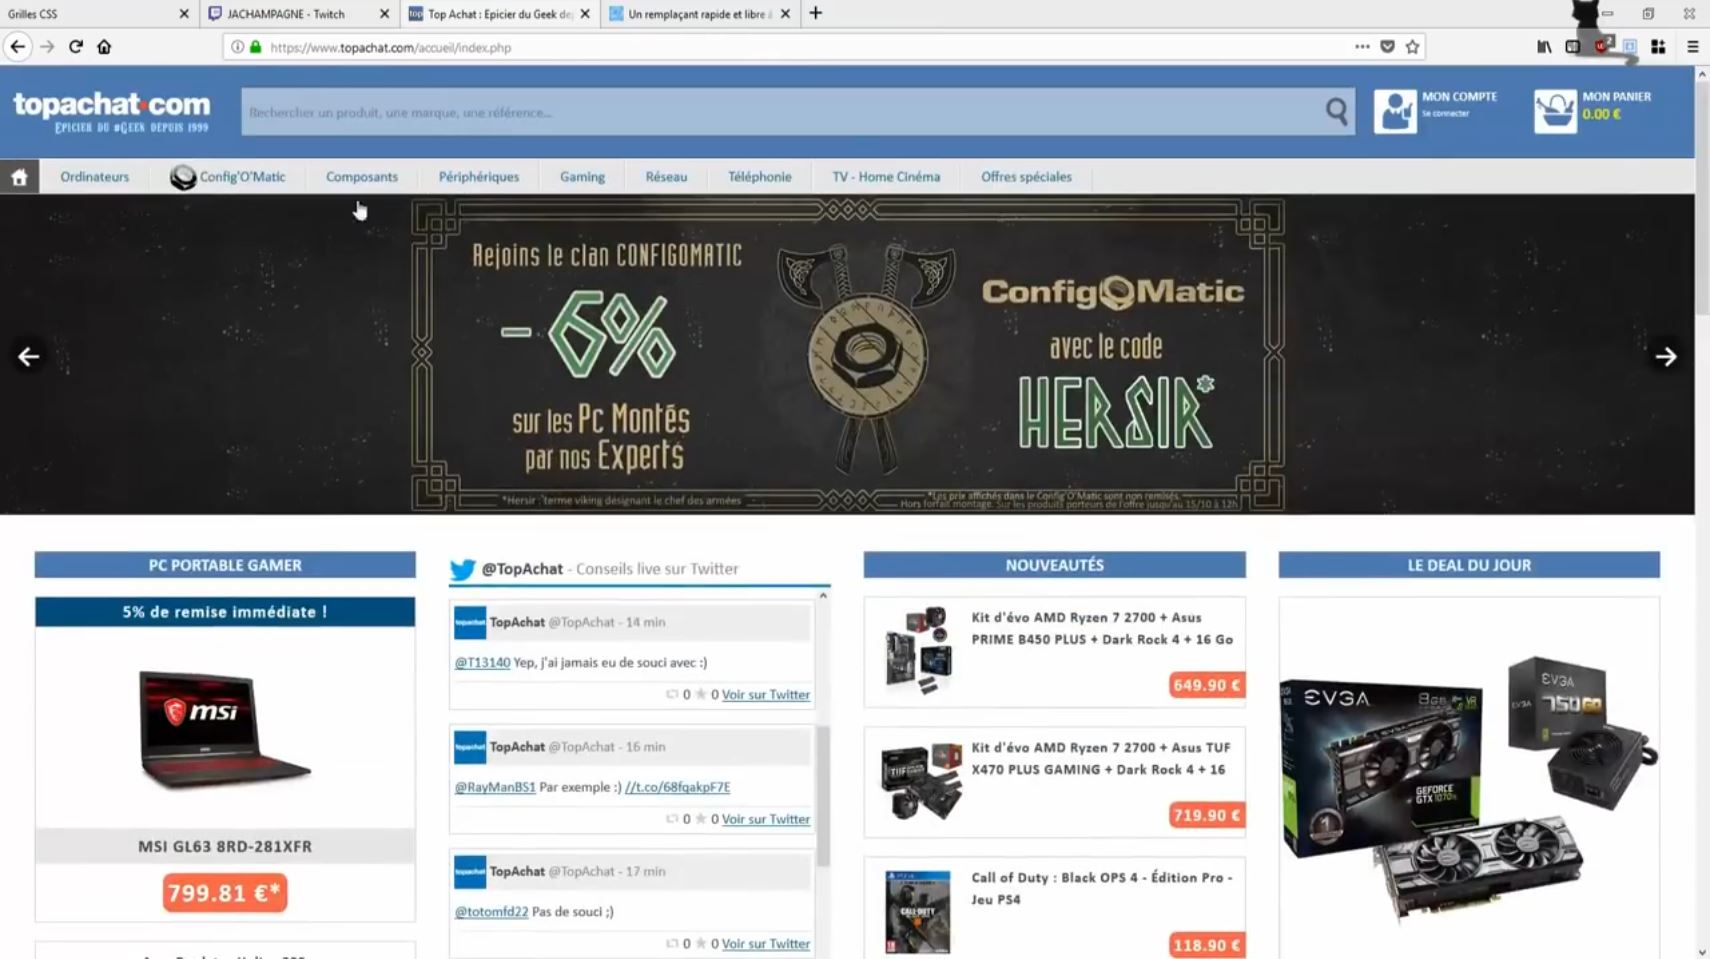 Grilles CSS
JACHAMPAGNE - Twitch
Top Achat : Epicier du Geek de
Un remplaçant rapide et libre à
https://www.topachat.com/accueil/index.php
2
topachat.com
EPICIER DU #GEEK DEPUIS 1999
Rechercher un produit, une marque, une référence...
MON COMPTE
Se connecter
MON PANIER
0.00 €
Ordinateurs
Config'O'Matic
Composants
Périphériques
Gaming
Réseau
Téléphonie
TV - Home Cinéma
Offres spéciales
Rejoins le clan CONFIGOMATIC
- 6%
sur les Pc Montés
par nos Experts
*Hersir : terme viking désignant le chef des armées
ConfigOMatic
avec le code
HERSIR*
*Les prix affichés dans le Config'O'Matic sont non remisés.
Hors forfait montage. Sur les produits porteurs de l'offre jusqu'au 15/10 à 12h
PC PORTABLE GAMER
5% de remise immédiate !
msi
MSI GL63 8RD-281XFR
799.81 €*
@TopAchat - Conseils live sur Twitter
topachat
TopAchat @TopAchat - 14 min
@T13140 Yep, j'ai jamais eu de souci avec :)
0 0 Voir sur Twitter
topachat
TopAchat @TopAchat - 16 min
@RayManBS1 Par exemple :) //t.co/68fqakpF7E
0 0 Voir sur Twitter
topachat
TopAchat @TopAchat - 17 min
@totomfd22 Pas de souci ;)
0 0 Voir sur Twitter
NOUVEAUTÉS
Kit d'évo AMD Ryzen 7 2700 + Asus
PRIME B450 PLUS + Dark Rock 4 + 16 Go
649.90 €
Kit d'évo AMD Ryzen 7 2700 + Asus TUF
X470 PLUS GAMING + Dark Rock 4 + 16
719.90 €
Call of Duty : Black OPS 4 - Édition Pro -
Jeu PS4
118.90 €
LE DEAL DU JOUR
EVGA
8GB
GEFORCE
GTX 1070 Ti
EVGA
750 GQ